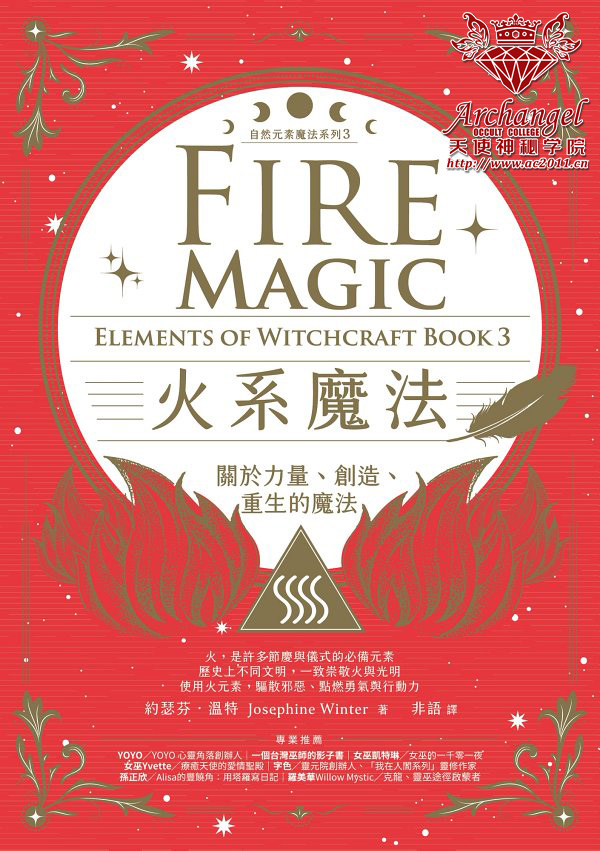 Archangel
OCCULT COLLEGE
天使神秘学院
http://www.ac2011.cn
自然元素魔法系列3
FIRE
MAGIC
ELEMENTS OF WITCHCRAFT BOOK 3
火系魔法
關於力量、創造、
重生的魔法
火，是許多節慶與儀式的必備元素
歷史上不同文明，一致崇敬火與光明
使用火元素，驅散邪惡、點燃勇氣與行動力
約瑟芬・溫特 Josephine Winter 著 非語 譯
專業推薦
YOYO／YOYO 心靈角落創辦人｜一個台灣巫師的影子書｜女巫凱特琳／女巫的一千零一夜
女巫Yvette／療癒天使的愛情聖殿｜字色／靈元院創辦人、「我在人間系列」靈修作家
孫正欣／Alisa的豐饒角：用塔羅寫日記｜羅美華Willow Mystic／克龍、靈巫途徑啟蒙者